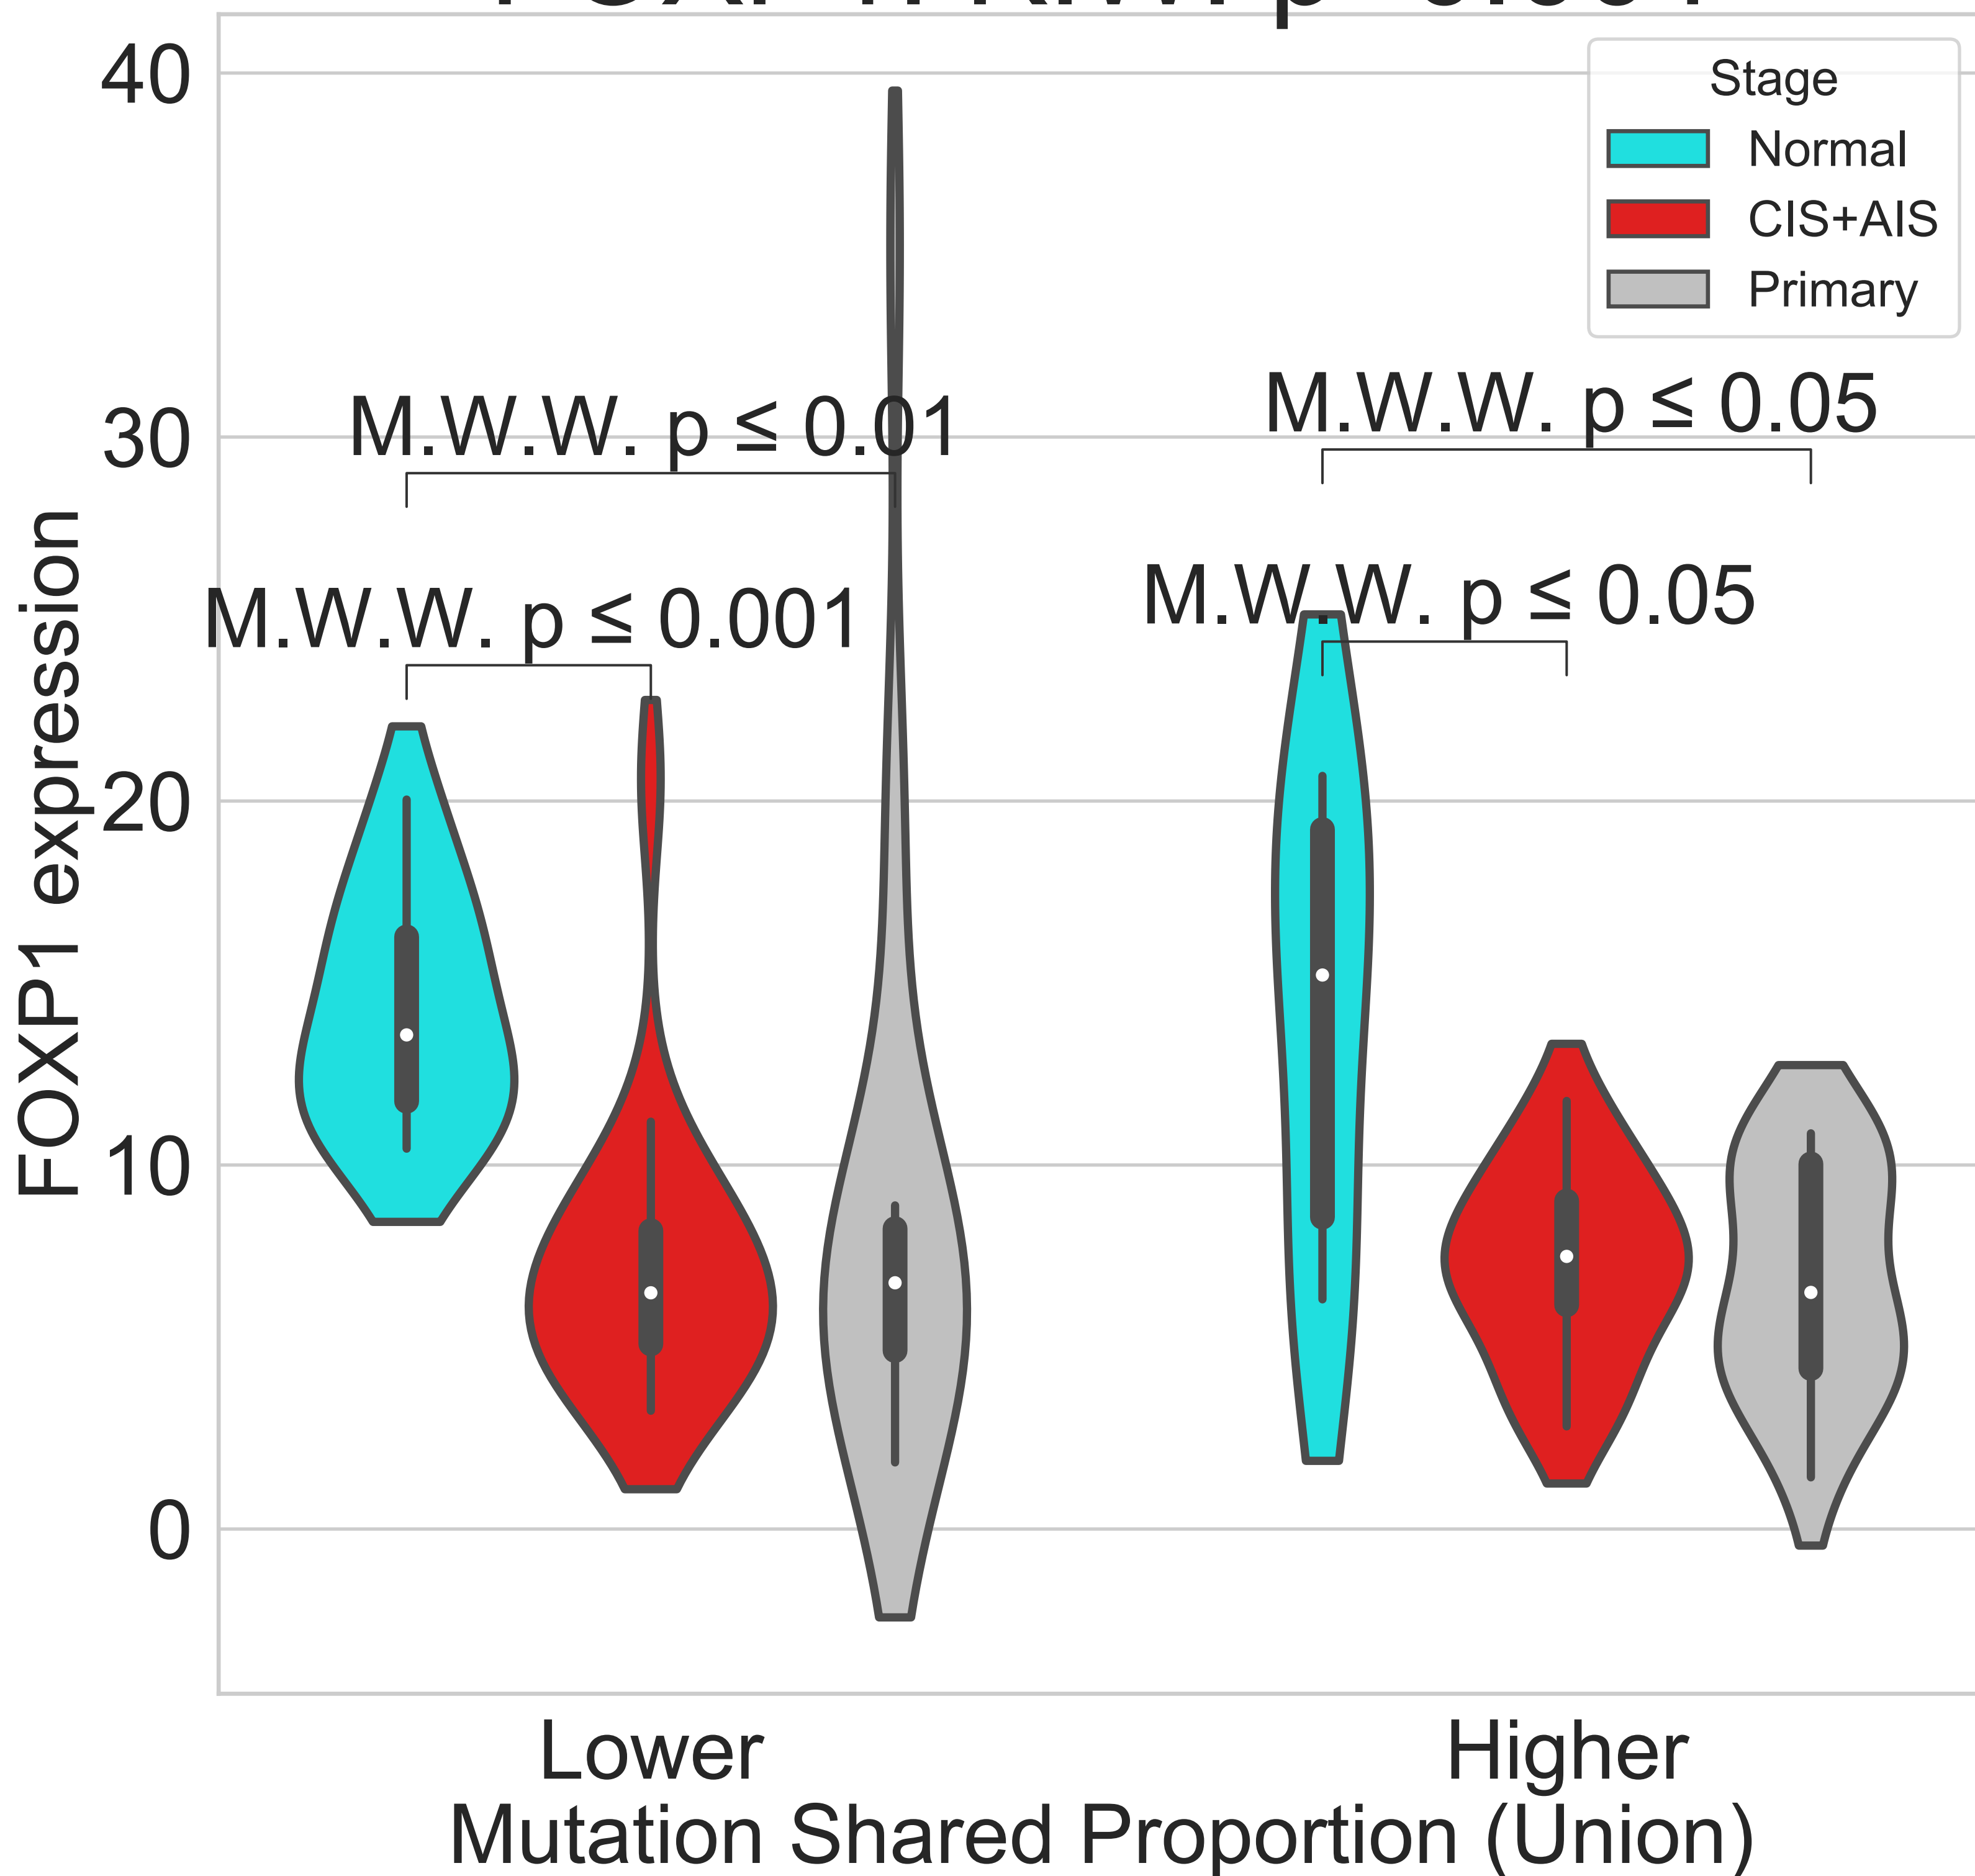 40
30
20
10
0
FOXP1 expression
Stage
Normal
CIS+AIS
Primary
M.W.W. p ≤ 0.01
M.W.W. p ≤ 0.05
M.W.W. p ≤ 0.001
M.W.W. p ≤ 0.05
Lower
Higher
Mutation Shared Proportion (Union)